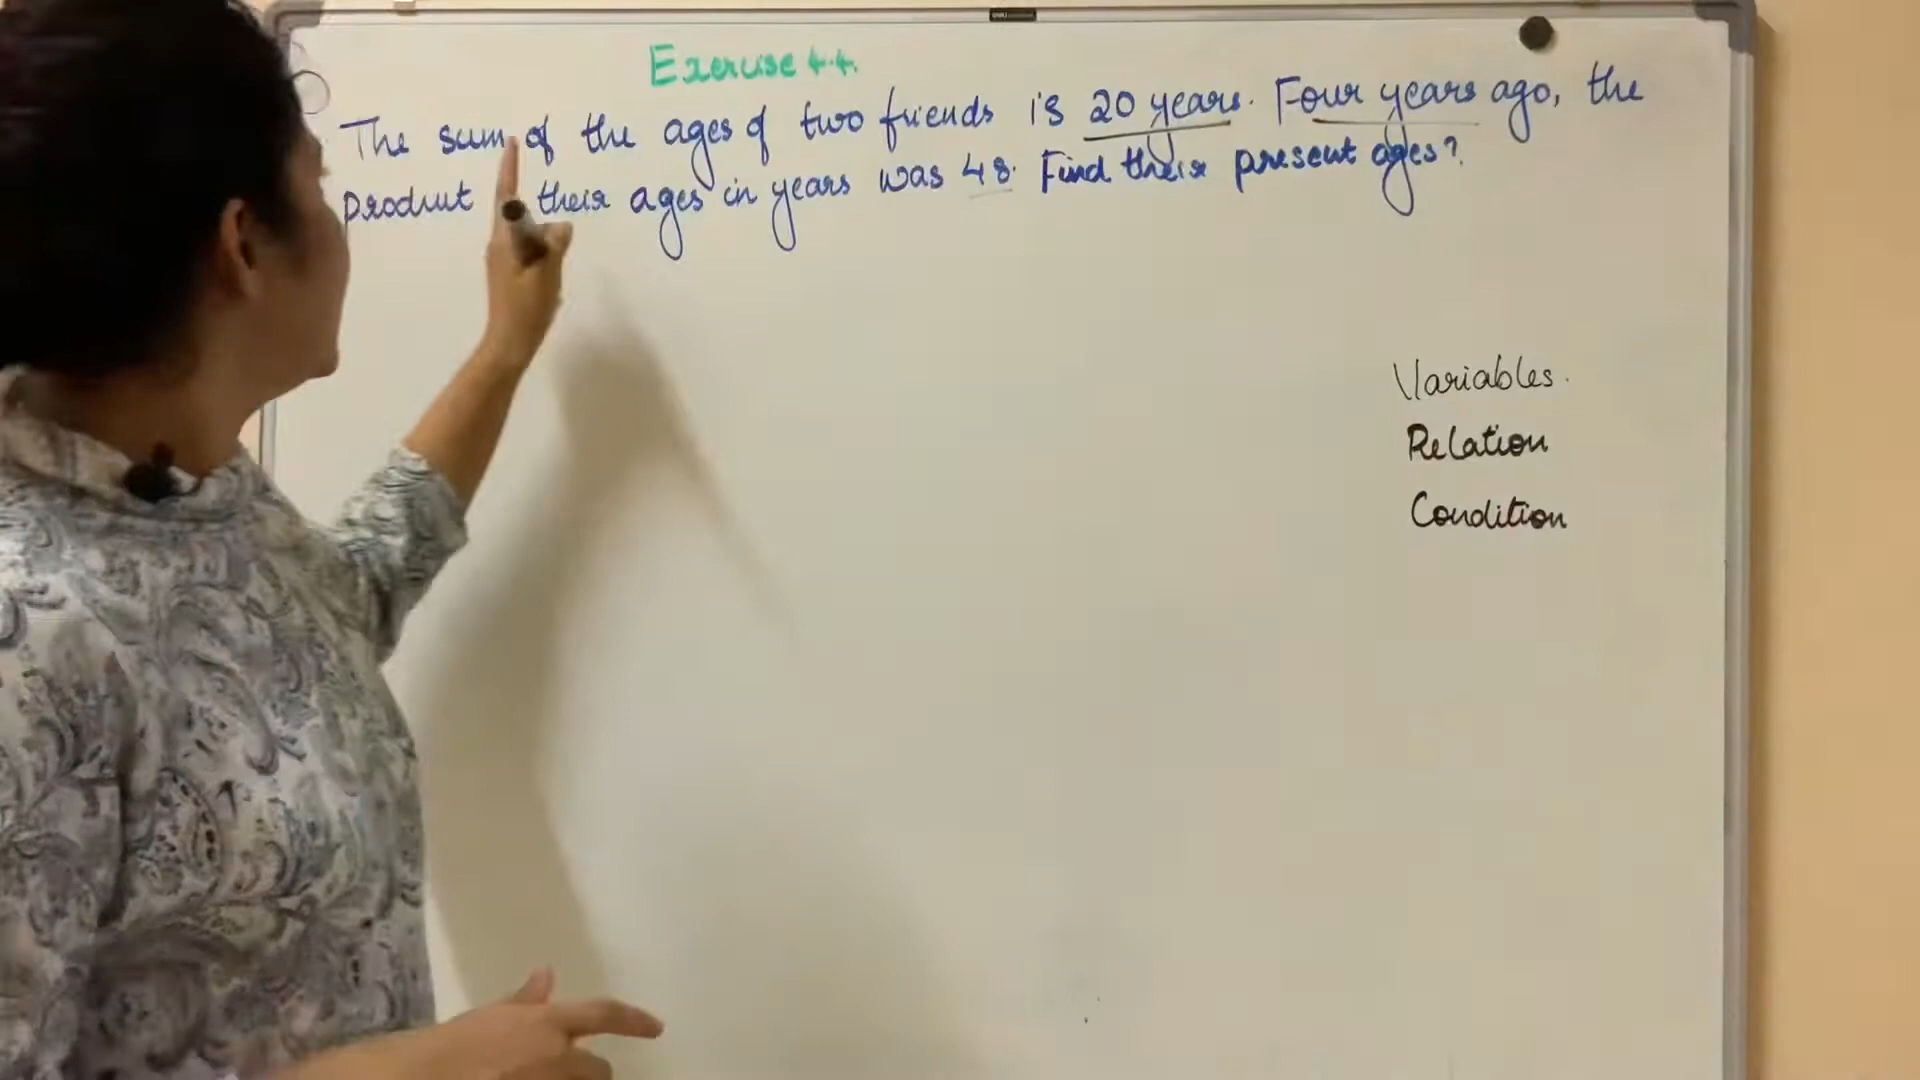 Exercise 4.4.
The sum of the ages of two friends is 20 years. Four years ago, the
product their ages in years was 48. Find their present ages?
Variables.
Relation
Condition